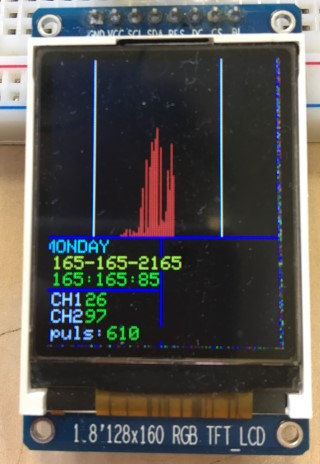 GND VCC SCL SDA RES DC CS BL
MONDAY
165-165-2165
165:165:85
CH126
CH297
puls:610
1.8'128x160 RGB TFT_LCD